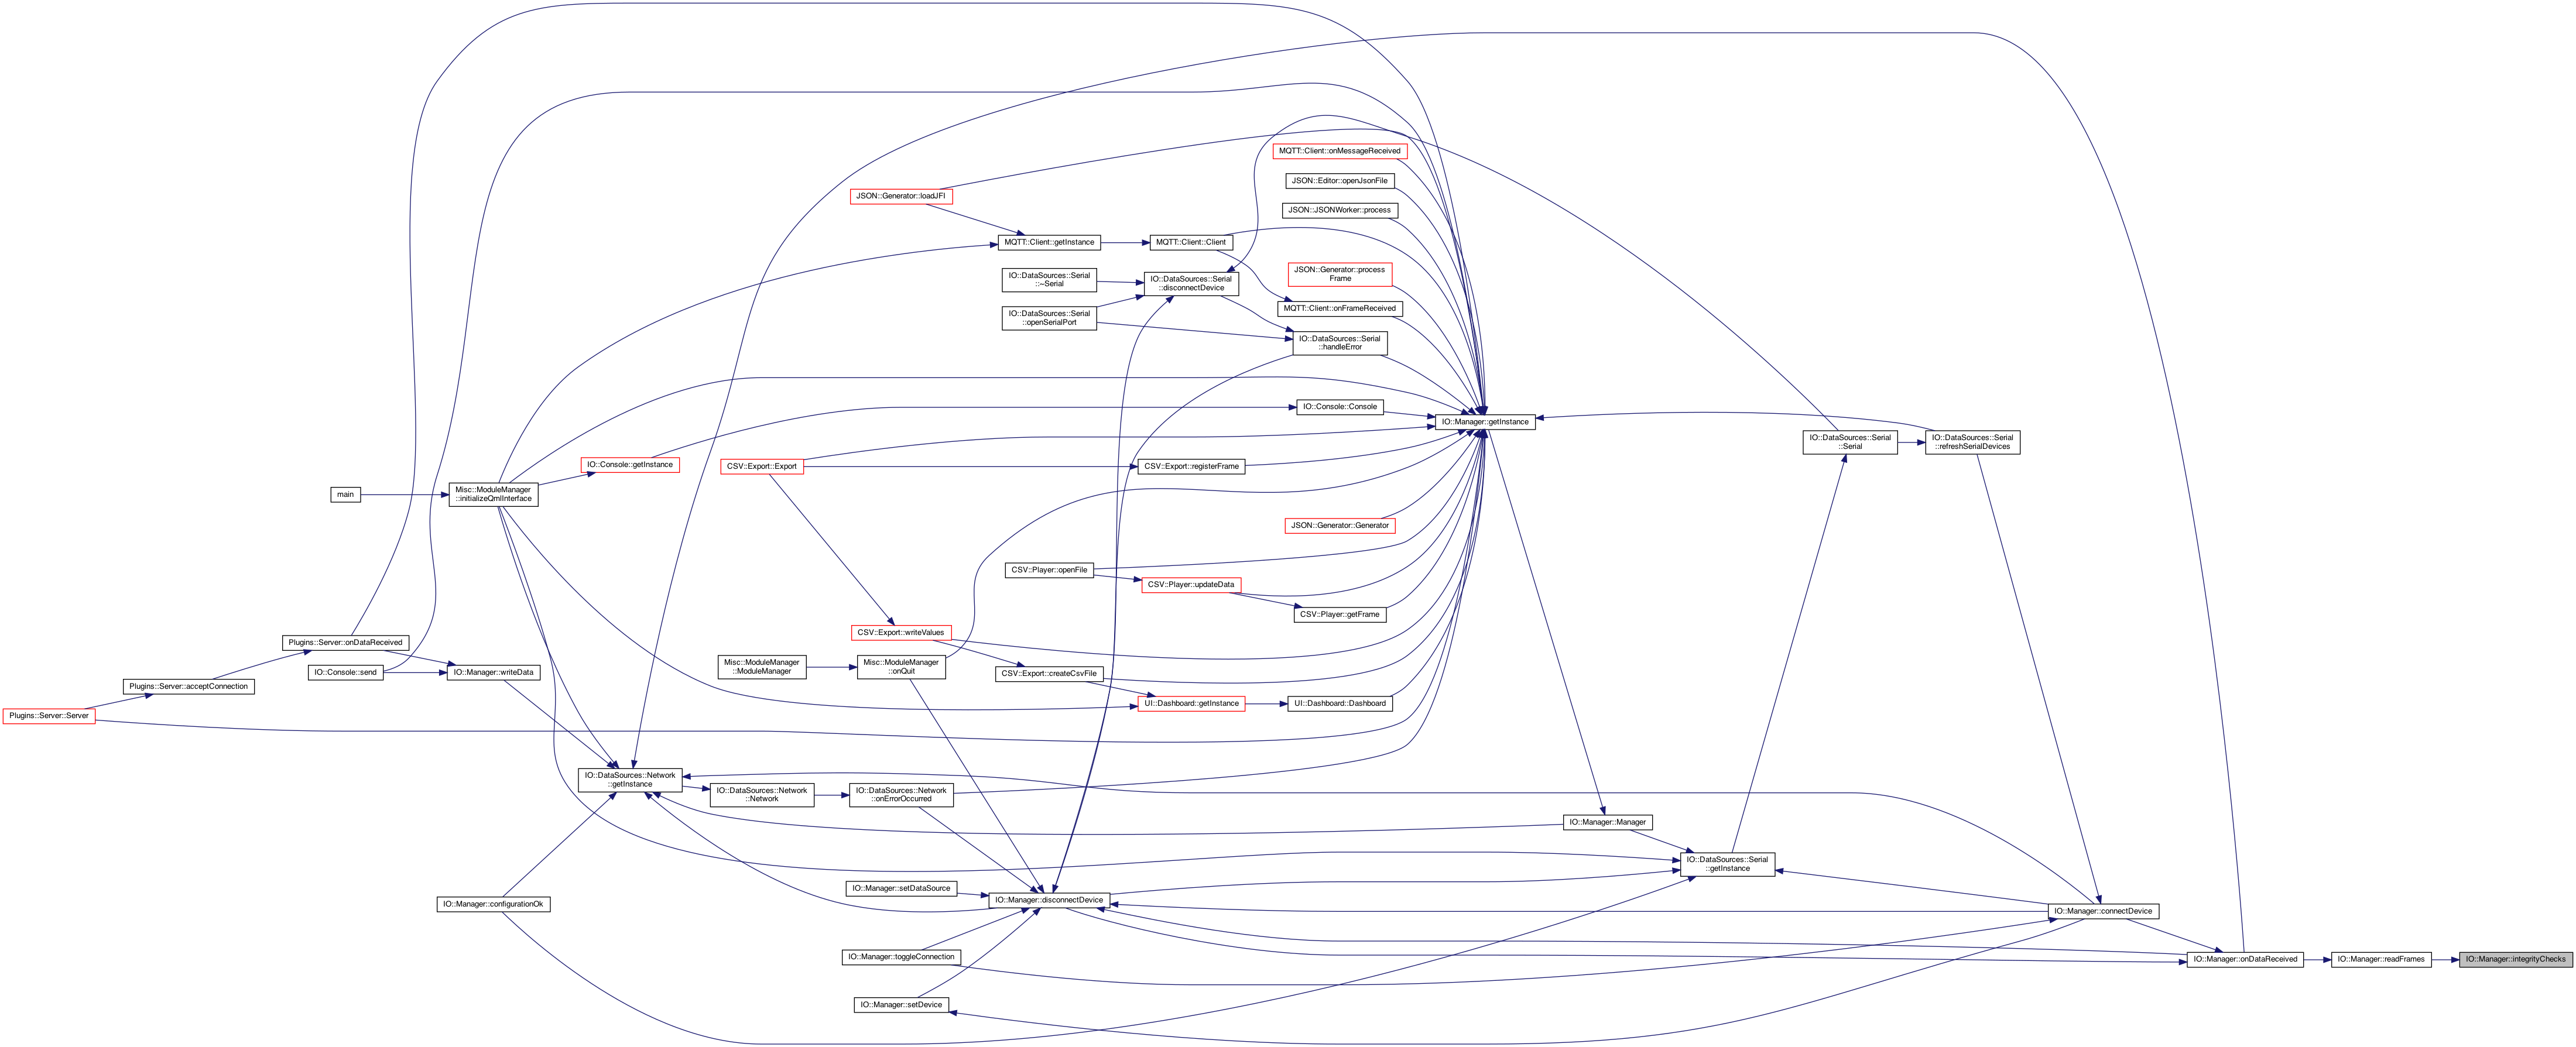 MQTT::Client::onMessageReceived
JSON::Editor::openJsonFile
JSON::Generator::loadJFI
JSON::JSONWorker::process
MQTT::Client::getInstance
MQTT::Client::Client
IO::DataSources::Serial
::~Serial
IO::DataSources::Serial
::disconnectDevice
JSON::Generator::process
Frame
IO::DataSources::Serial
::openSerialPort
MQTT::Client::onFrameReceived
IO::DataSources::Serial
::handleError
IO::Console::Console
IO::Manager::getInstance
IO::DataSources::Serial
::Serial
IO::DataSources::Serial
::refreshSerialDevices
IO::Console::getInstance
CSV::Export::Export
CSV::Export::registerFrame
main
Misc::ModuleManager
::initializeQmlInterface
JSON::Generator::Generator
CSV::Player::openFile
CSV::Player::updateData
CSV::Player::getFrame
CSV::Export::writeValues
Plugins::Server::onDataReceived
IO::Console::send
IO::Manager::writeData
Misc::ModuleManager
::ModuleManager
Misc::ModuleManager
::onQuit
CSV::Export::createCsvFile
Plugins::Server::acceptConnection
UI::Dashboard::getInstance
UI::Dashboard::Dashboard
Plugins::Server::Server
IO::DataSources::Network
::getInstance
IO::DataSources::Network
::Network
IO::DataSources::Network
::onErrorOccurred
IO::Manager::Manager
IO::DataSources::Serial
::getInstance
IO::Manager::setDataSource
IO::Manager::configurationOk
IO::Manager::disconnectDevice
IO::Manager::connectDevice
IO::Manager::toggleConnection
IO::Manager::onDataReceived
IO::Manager::readFrames
IO::Manager::integrityChecks
IO::Manager::setDevice